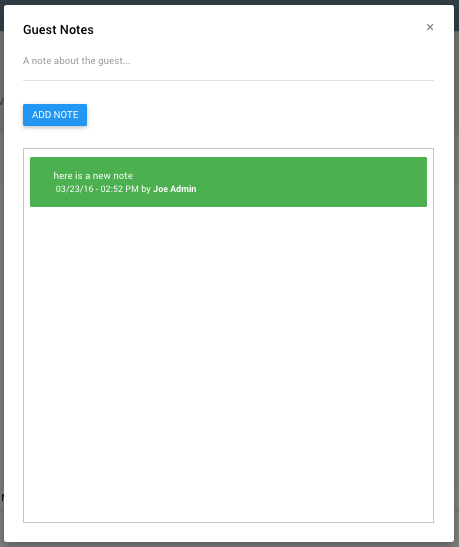 Guest Notes
×
A note about the guest...
ADD NOTE
here is a new note
03/23/16 - 02:52 PM by Joe Admin